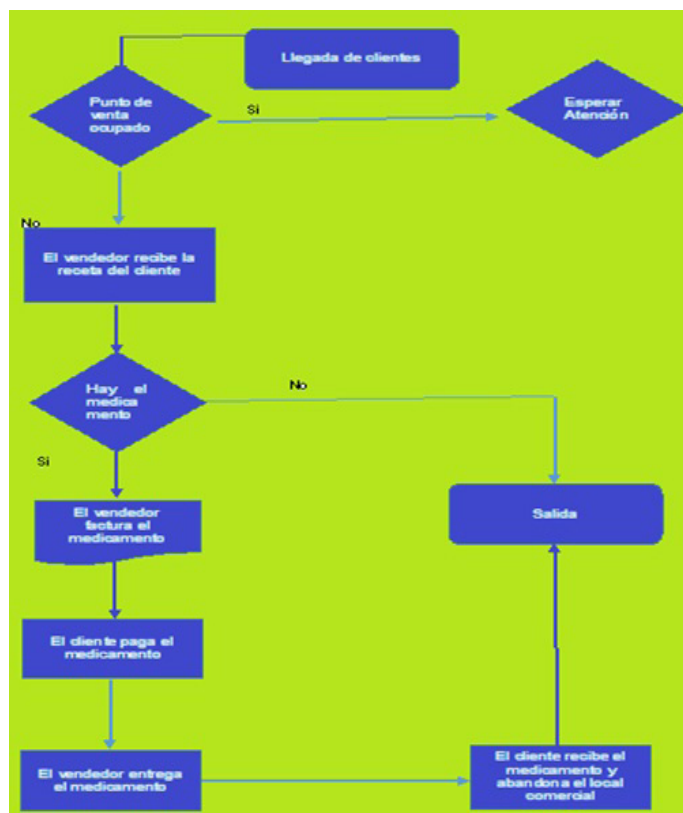 Llegada de clientes
Punto de
venta
ocupado
Si
Esperar
Atención
No
El vendedor recibe la
receta del cliente
Hay el
medica
mento
No
Si
El vendedor
factura el
medicamento
Salida
El cliente paga el
medicamento
El vendedor entrega
el medicamento
El cliente recibe el
medicamento y
abandona el local
comercial